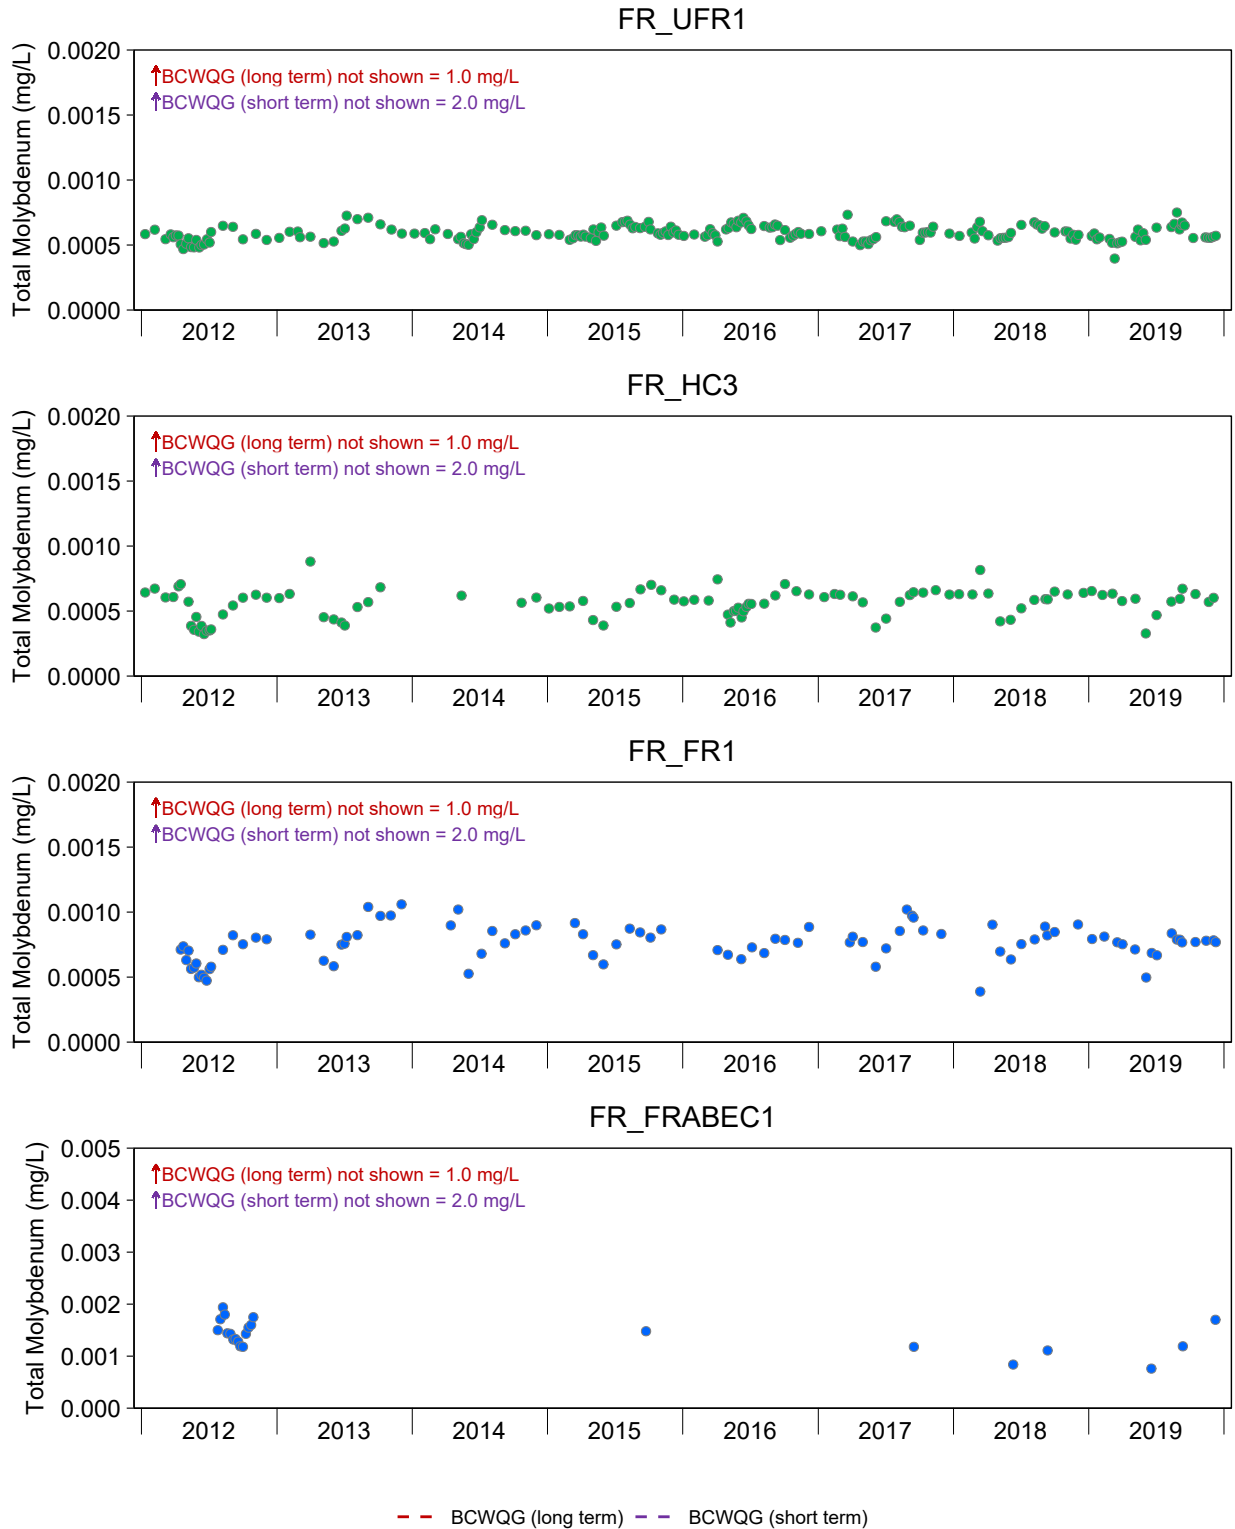 FR_UFR1
Total Molybdenum (mg/L)
0.0020
0.0015
0.0010
0.0005
0.0000
BCWQG (long term) not shown = 1.0 mg/L
BCWQG (short term) not shown = 2.0 mg/L
2012 2013 2014 2015 2016 2017 2018 2019
FR_HC3
Total Molybdenum (mg/L)
0.0020
0.0015
0.0010
0.0005
0.0000
BCWQG (long term) not shown = 1.0 mg/L
BCWQG (short term) not shown = 2.0 mg/L
2012 2013 2014 2015 2016 2017 2018 2019
FR_FR1
Total Molybdenum (mg/L)
0.0020
0.0015
0.0010
0.0005
0.0000
BCWQG (long term) not shown = 1.0 mg/L
BCWQG (short term) not shown = 2.0 mg/L
2012 2013 2014 2015 2016 2017 2018 2019
FR_FRABEC1
Total Molybdenum (mg/L)
0.005
0.004
0.003
0.002
0.001
0.000
BCWQG (long term) not shown = 1.0 mg/L
BCWQG (short term) not shown = 2.0 mg/L
2012 2013 2014 2015 2016 2017 2018 2019
BCWQG (long term) BCWQG (short term)